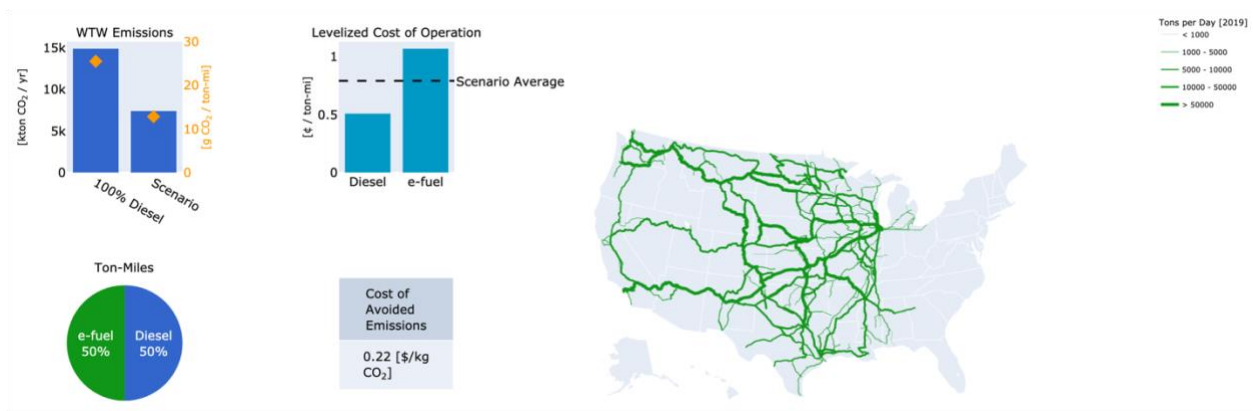 WTW Emissions
15k
10k
5k
0
[kton CO₂ / yr]
30
20
10
0
[g CO₂ / ton-mi]
100% Diesel
Scenario
Levelized Cost of Operation
1
0.5
0
[¢ / ton-mi]
Scenario Average
Diesel
e-fuel
Ton-Miles
e-fuel
50%
Diesel
50%
Cost of
Avoided
Emissions
0.22 [$/kg
CO₂]
Tons per Day [2019]
< 1000
1000 - 5000
5000 - 10000
10000 - 50000
> 50000